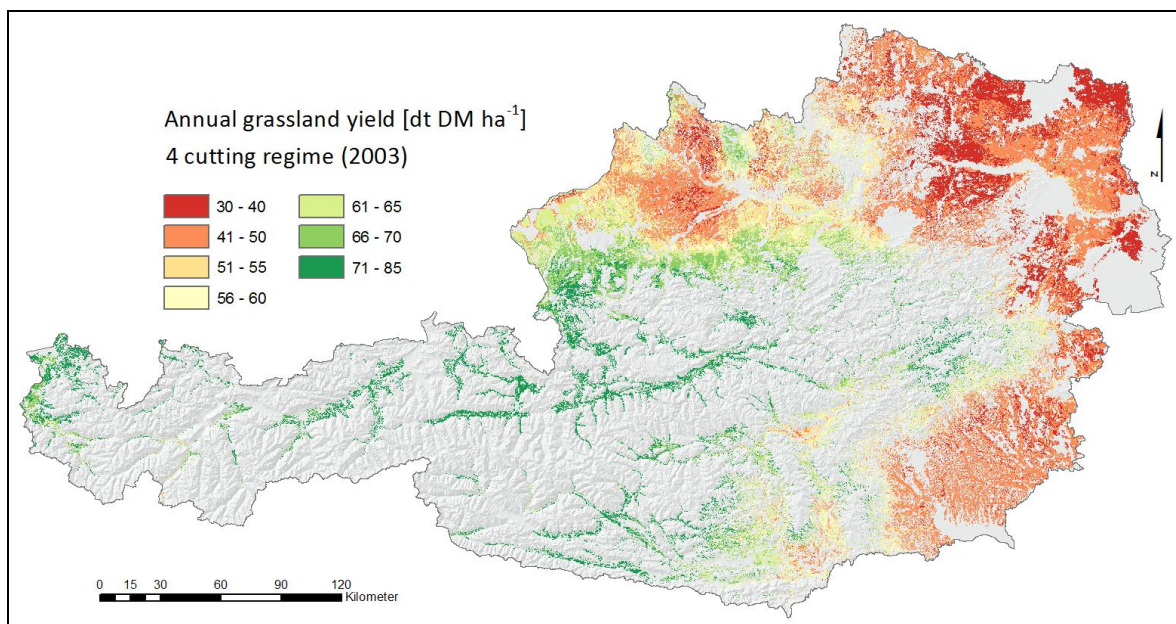 Annual grassland yield [dt DM ha⁻¹]
4 cutting regime (2003)
30 - 40
61 - 65
41 - 50
66 - 70
51 - 55
71 - 85
56 - 60
N
0 15 30 60 90 120
Kilometer